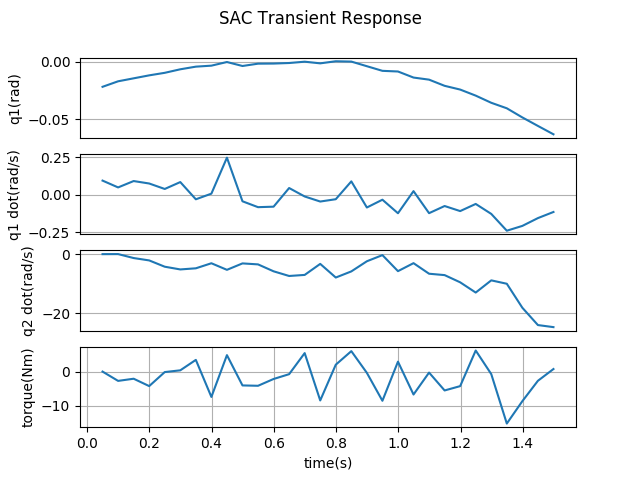 SAC Transient Response
q1(rad)
0.00
−0.05
q1 dot(rad/s)
0.25
0.00
−0.25
q2 dot(rad/s)
0
−20
torque(Nm)
0
−10
0.0 0.2 0.4 0.6 0.8 1.0 1.2 1.4
time(s)